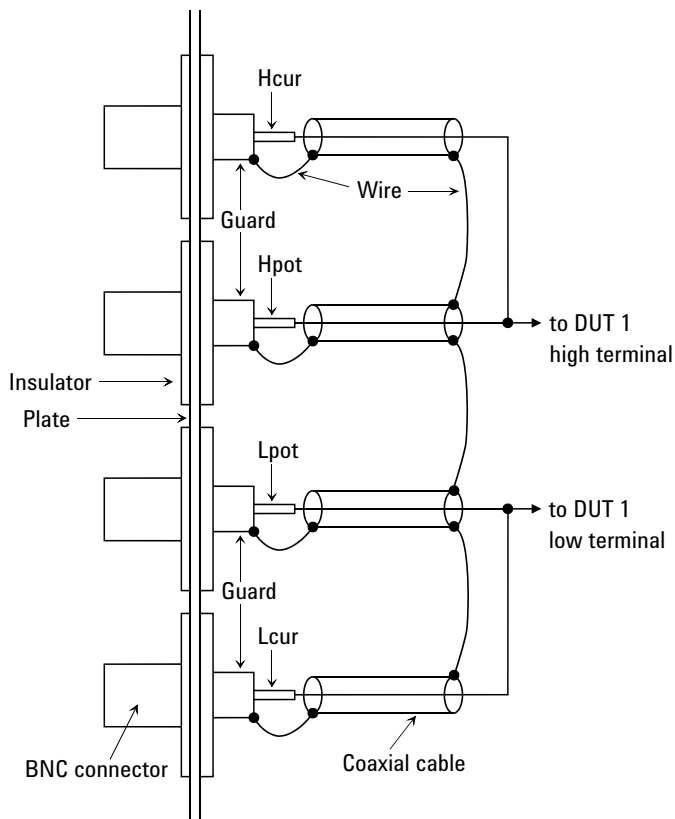 Hcur
Wire
Guard
Hpot
to DUT 1
high terminal
Insulator
Plate
Lpot
to DUT 1
low terminal
Guard
Lcur
BNC connector
Coaxial cable